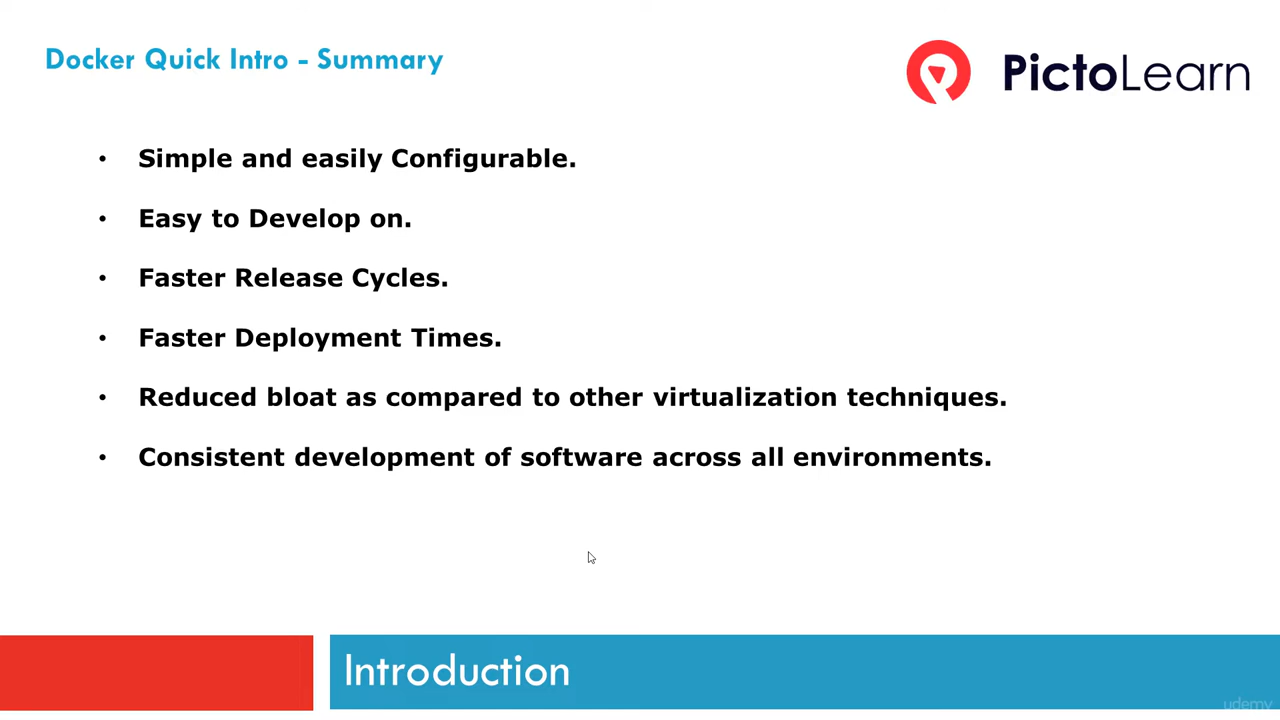 Docker Quick Intro - Summary
PictoLearn
• Simple and easily Configurable.
• Easy to Develop on.
• Faster Release Cycles.
• Faster Deployment Times.
• Reduced bloat as compared to other virtualization techniques.
• Consistent development of software across all environments.
Introduction
udemy